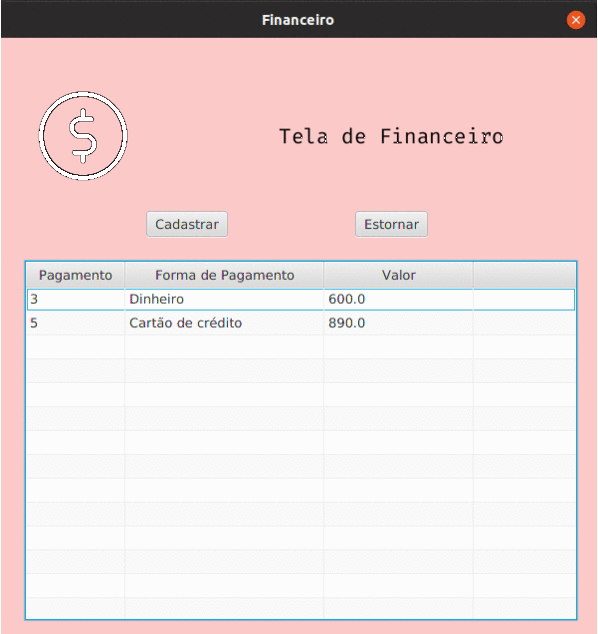 Financeiro
$
Tela de Financeiro
Cadastrar Estornar
Pagamento Forma de Pagamento Valor
3 Dinheiro 600.0
5 Cartão de crédito 890.0